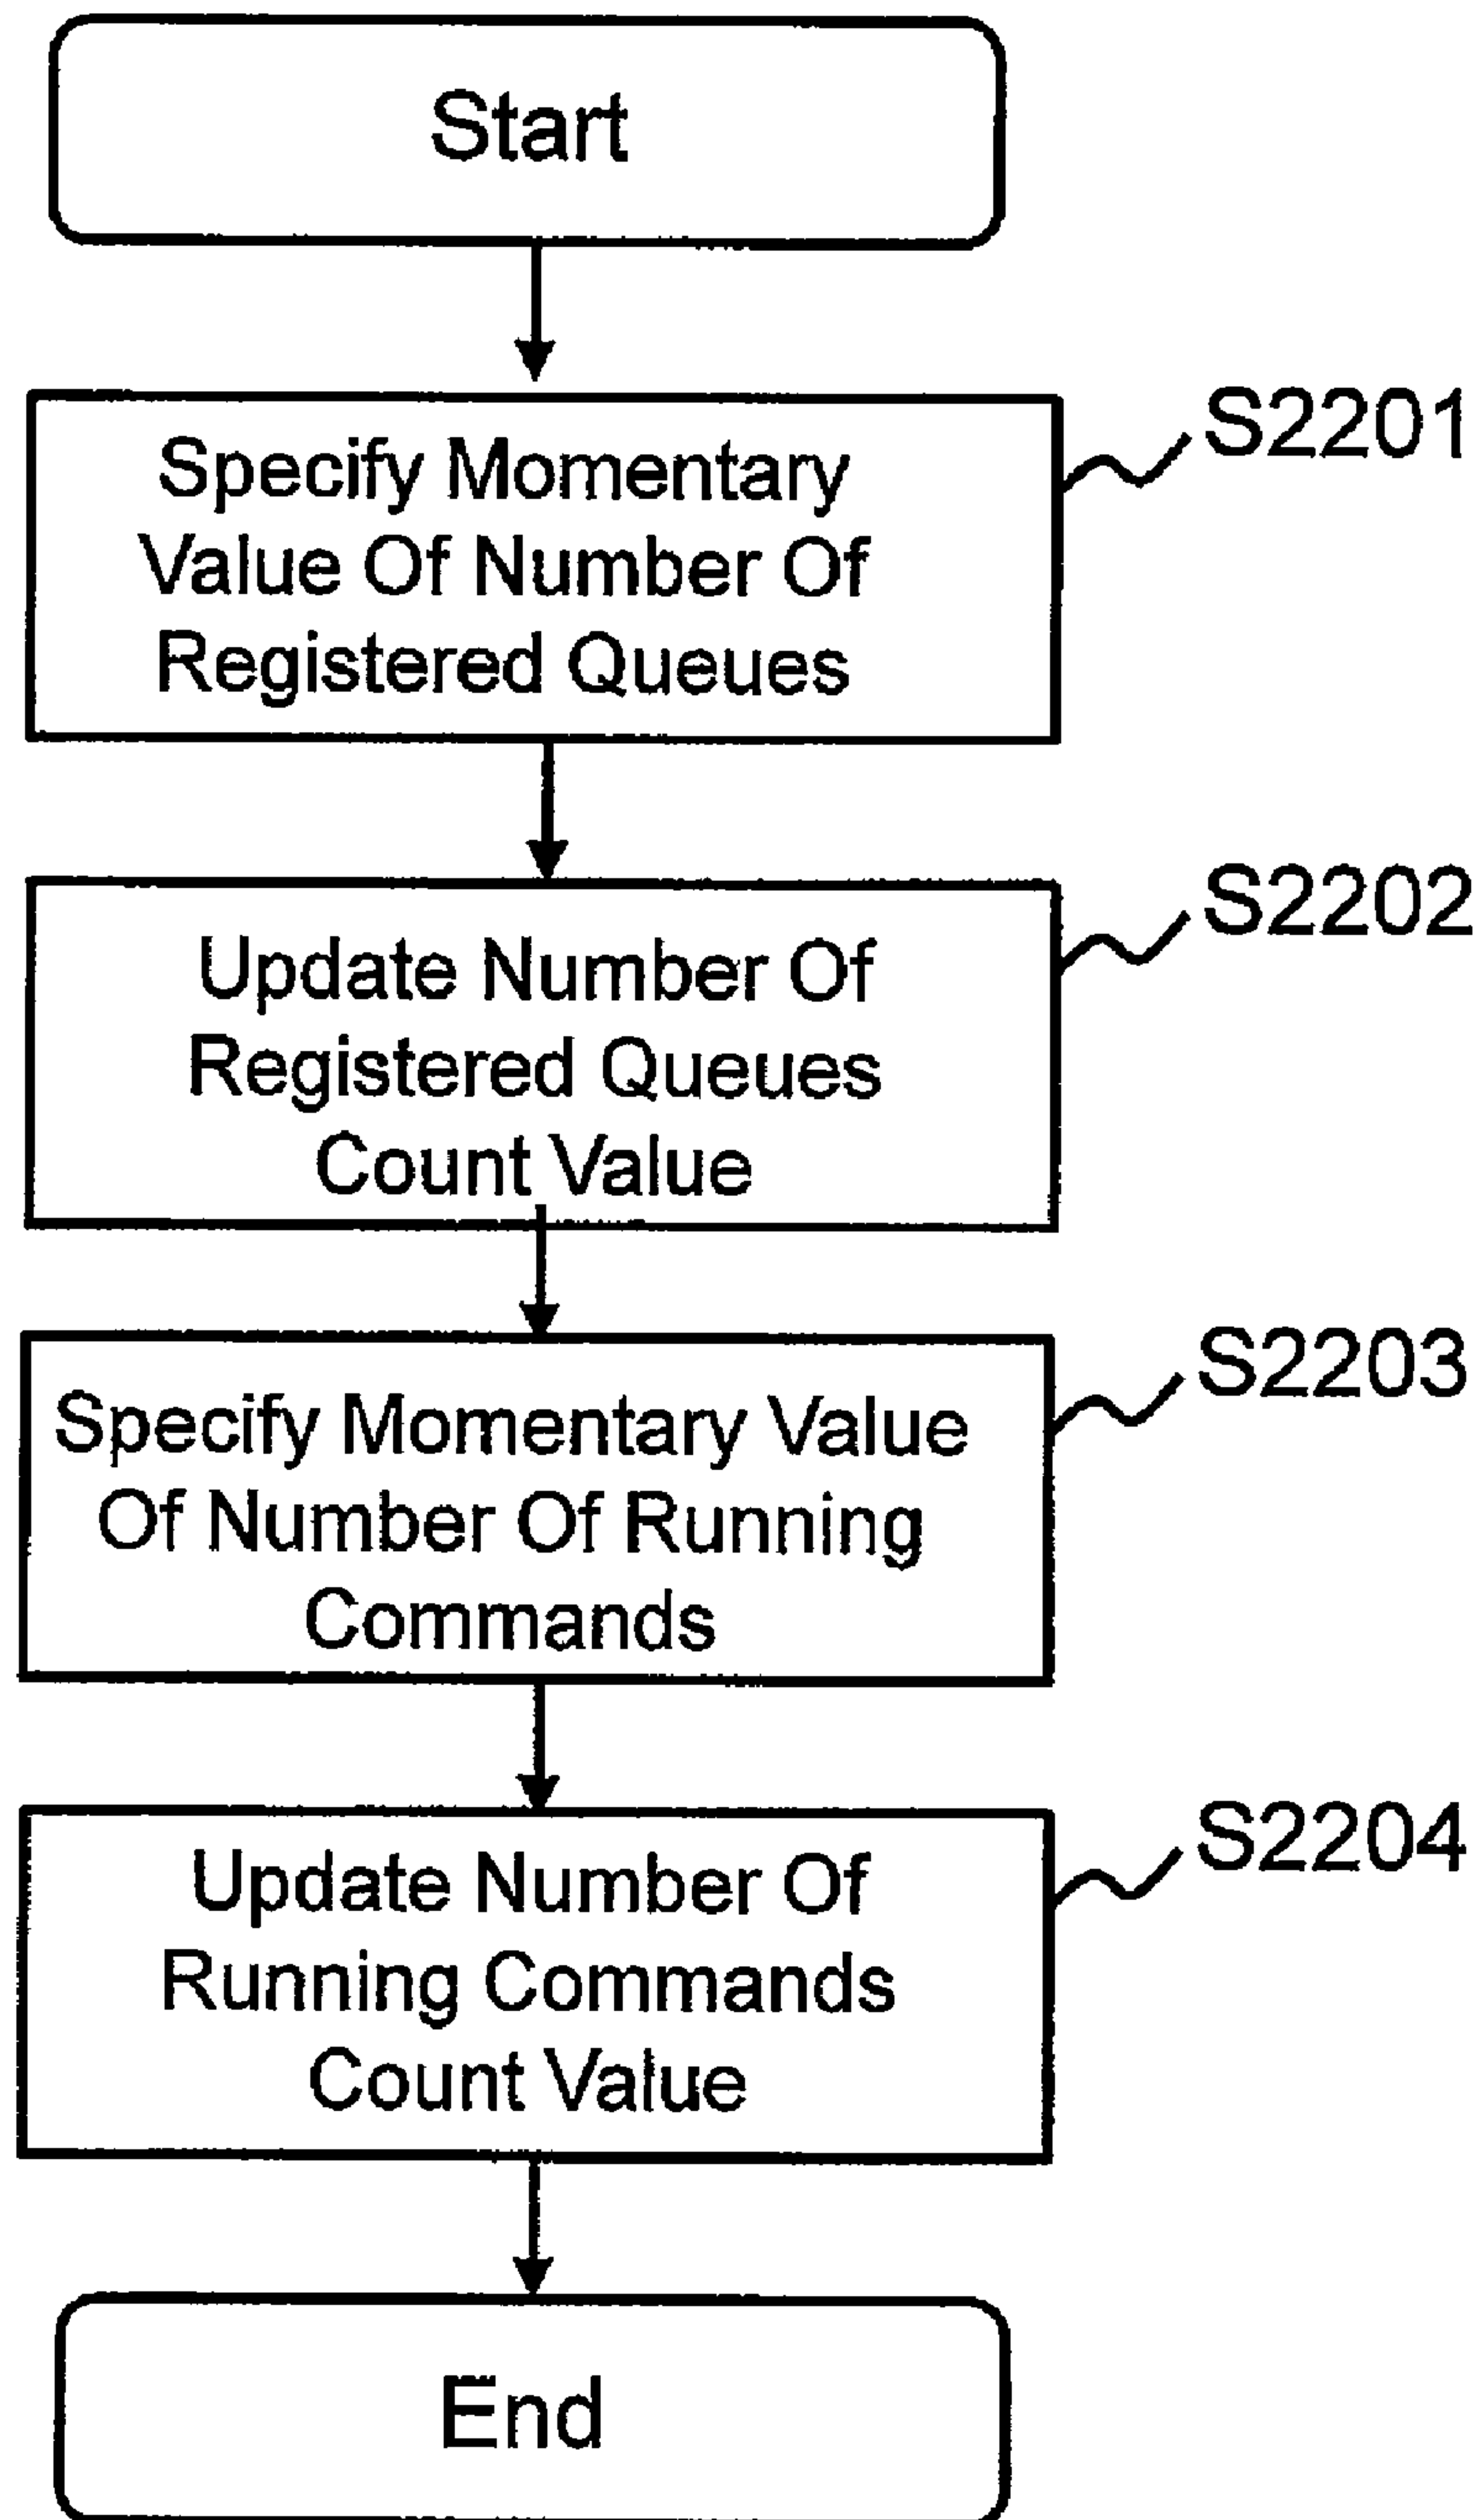 Start
S2201
Specify Momentary
Value Of Number Of
Registered Queues
S2202
Update Number Of
Registered Queues
Count Value
S2203
Specify Momentary Value
Of Number Of Running
Commands
S2204
Update Number Of
Running Commands
Count Value
End